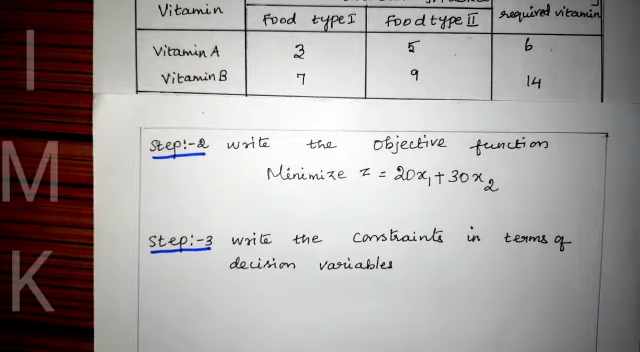 Vitamin Food type I Food type II required vitamin
Vitamin A 3 5 6
Vitamin B 7 9 14
Step:-2 write the objective function
Minimize z = 20x₁ + 30x₂
Step:-3 write the constraints in terms of
decision variables
I
M
K